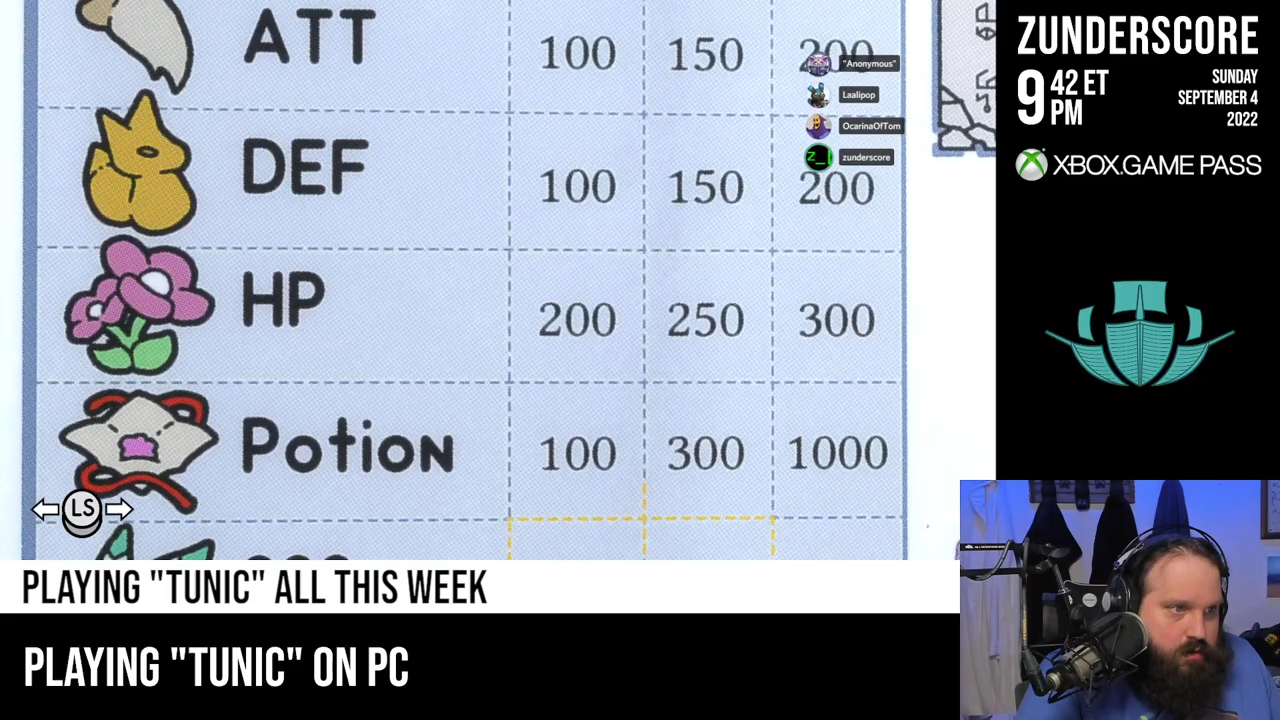 ATT 100 150 200
"Anonymous"
Laalipop
OcarinaOfTom
zunderscore
DEF 100 150 200
HP 200 250 300
Potion 100 300 1000
LS
ZUNDERSCORE
9 42 ET
PM
SUNDAY
SEPTEMBER 4
2022
XBOX GAME PASS
PLAYING "TUNIC" ALL THIS WEEK
PLAYING "TUNIC" ON PC